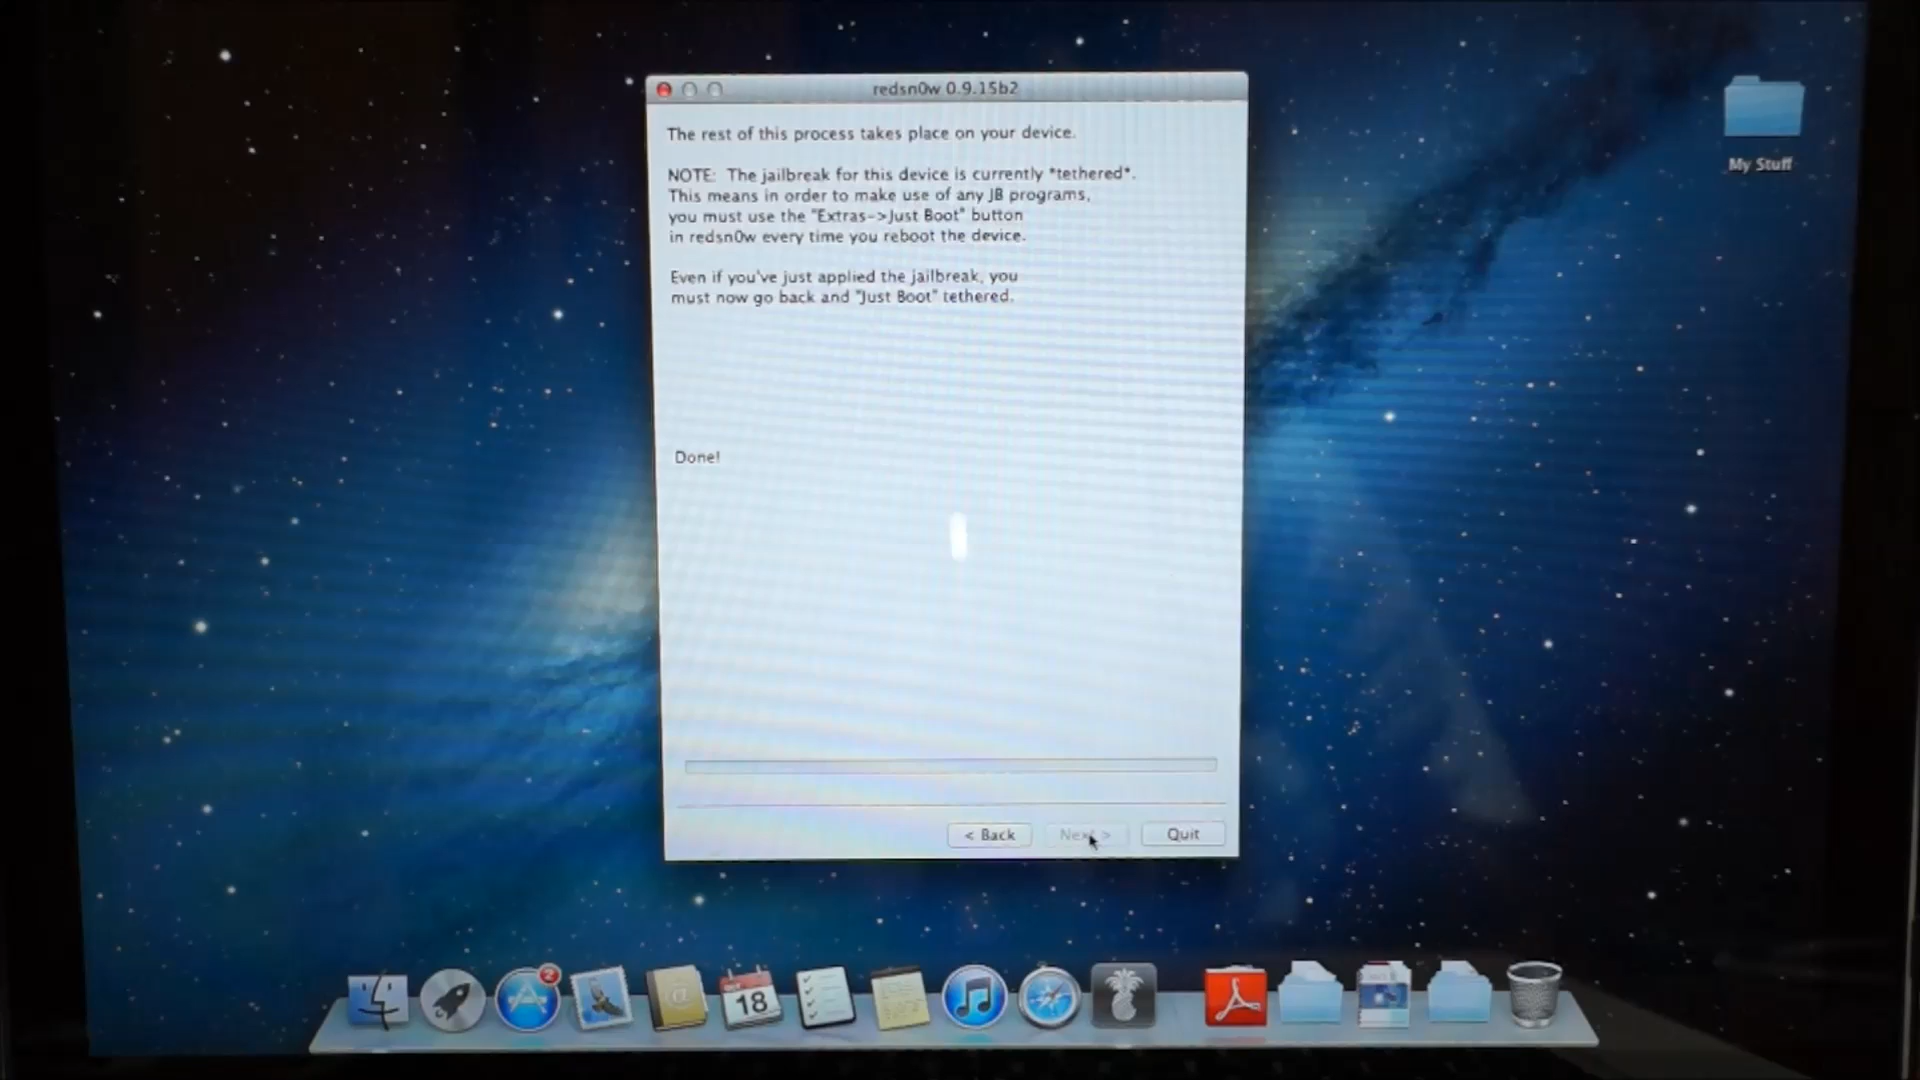 redsn0w 0.9.15b2
The rest of this process takes place on your device.
NOTE: The jailbreak for this device is currently *tethered*.
This means in order to make use of any JB programs,
you must use the "Extras->Just Boot" button
in redsn0w every time you reboot the device.
Even if you've just applied the jailbreak, you
must now go back and "Just Boot" tethered.
Done!
< Back
Next >
Quit
My Stuff
2
18